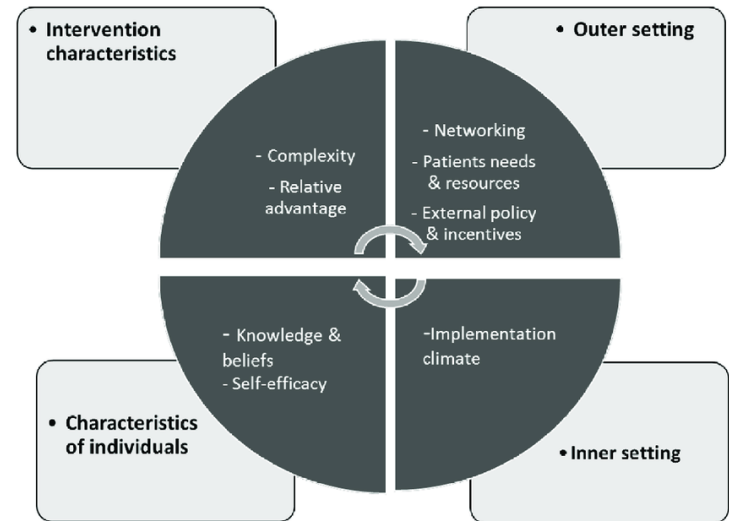 • Intervention
characteristics
• Outer setting
- Complexity
- Relative
advantage
- Networking
- Patients needs
& resources
- External policy
& incentives
- Knowledge &
beliefs
- Self-efficacy
-Implementation
climate
• Characteristics
of individuals
•Inner setting